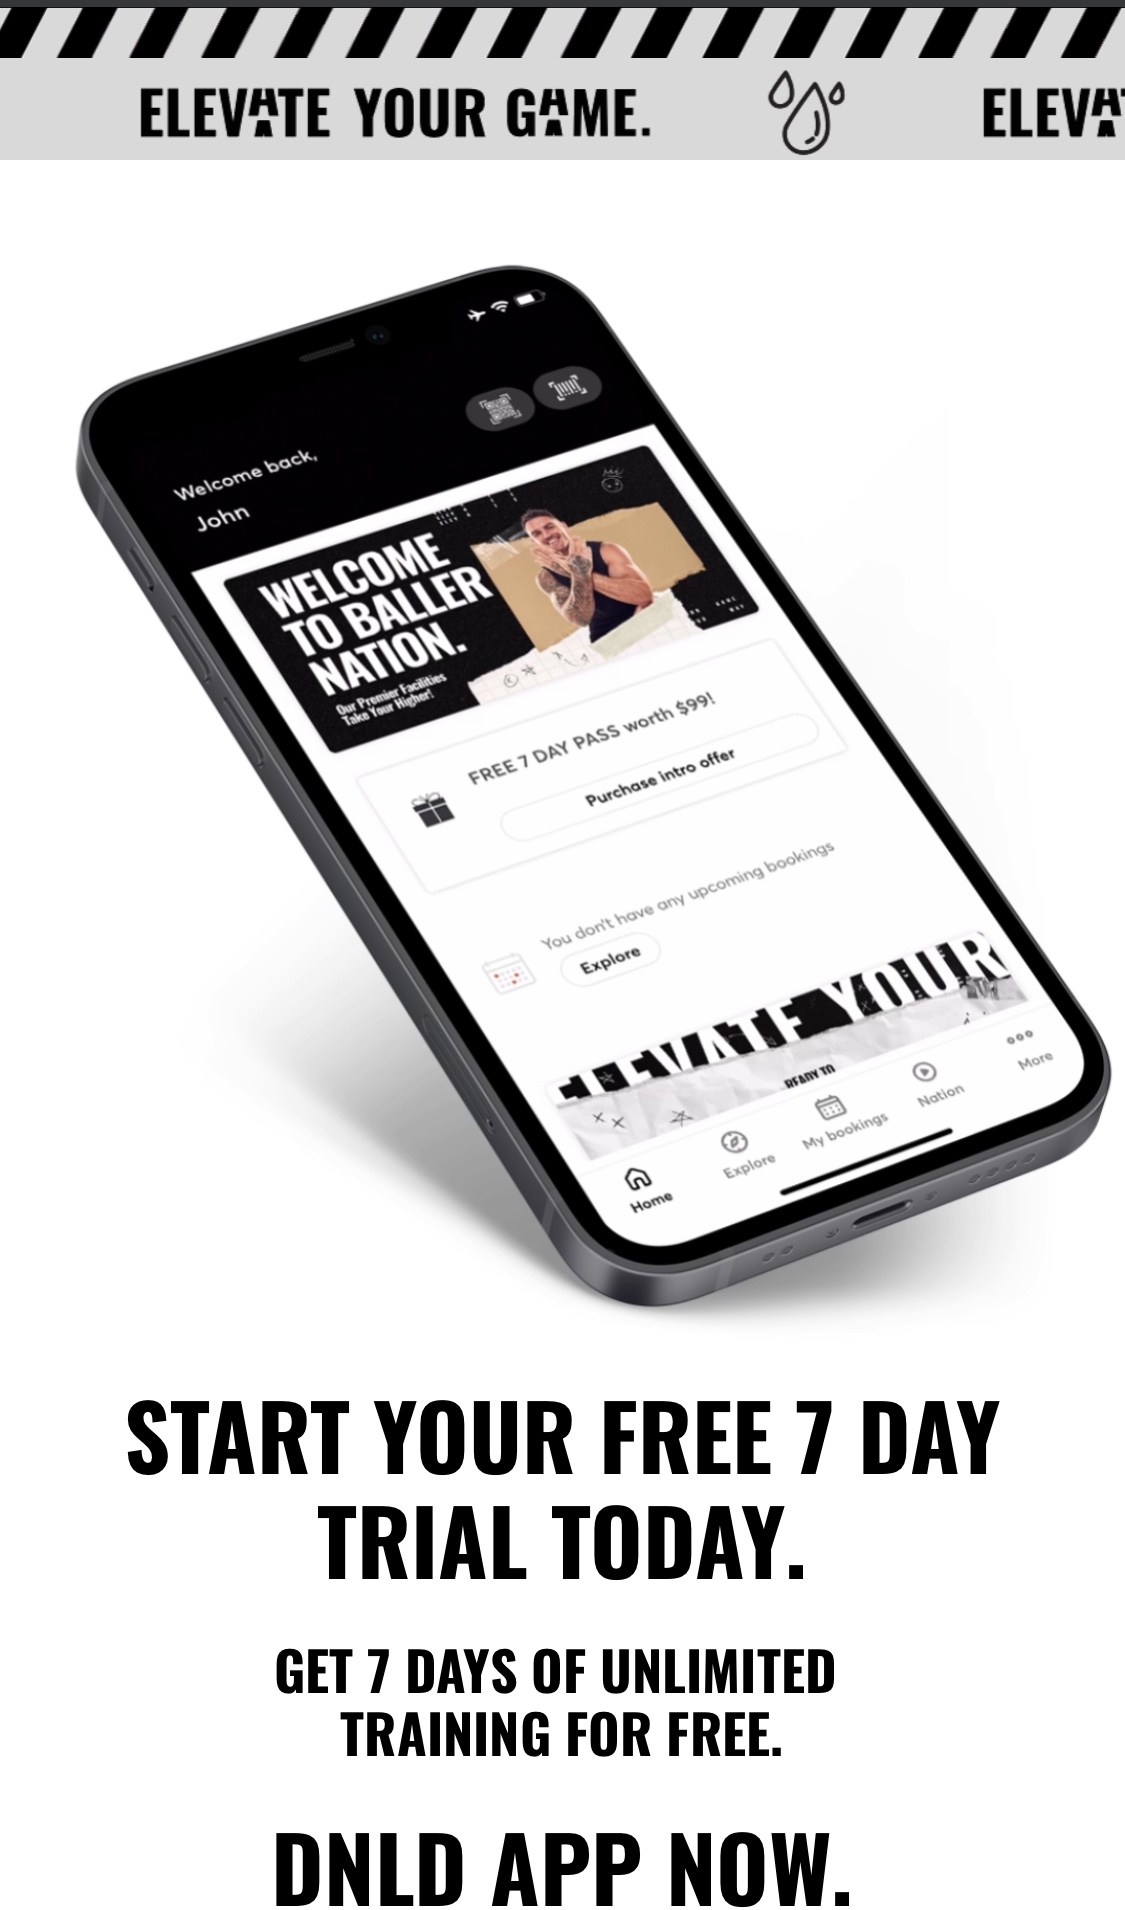 ELEVATE YOUR GAME.
ELEVAT
Welcome back,
John
WELCOME
TO BALLER
NATION.
Our Premier Facilities
Take Your Higher!
FREE 7 DAY PASS worth $99!
Purchase intro offer
You don't have any upcoming bookings
Explore
ELEVATE YOUR
READY TO
Home
Explore
My bookings
Nation
More
START YOUR FREE 7 DAY
TRIAL TODAY.
GET 7 DAYS OF UNLIMITED
TRAINING FOR FREE.
DNLD APP NOW.